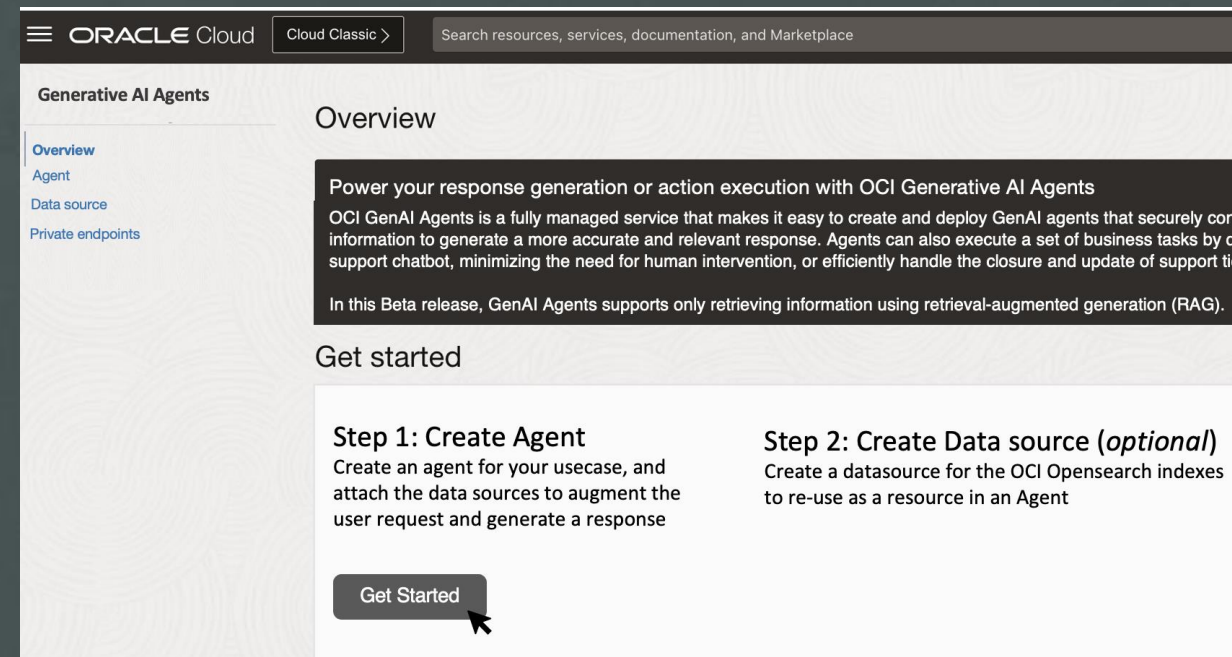 ORACLE Cloud
Cloud Classic >
Search resources, services, documentation, and Marketplace
Generative AI Agents
Overview
Agent
Data source
Private endpoints
Overview
Power your response generation or action execution with OCI Generative AI Agents
OCI GenAI Agents is a fully managed service that makes it easy to create and deploy GenAI agents that securely
information to generate a more accurate and relevant response. Agents can also execute a set of business tasks by
support chatbot, minimizing the need for human intervention, or efficiently handle the closure and update of support
In this Beta release, GenAI Agents supports only retrieving information using retrieval-augmented generation (RAG).
Get started
Step 1: Create Agent
Create an agent for your usecase, and
attach the data sources to augment the
user request and generate a response
Get Started
Step 2: Create Data source (optional)
Create a datasource for the OCI Opensearch indexes
to re-use as a resource in an Agent